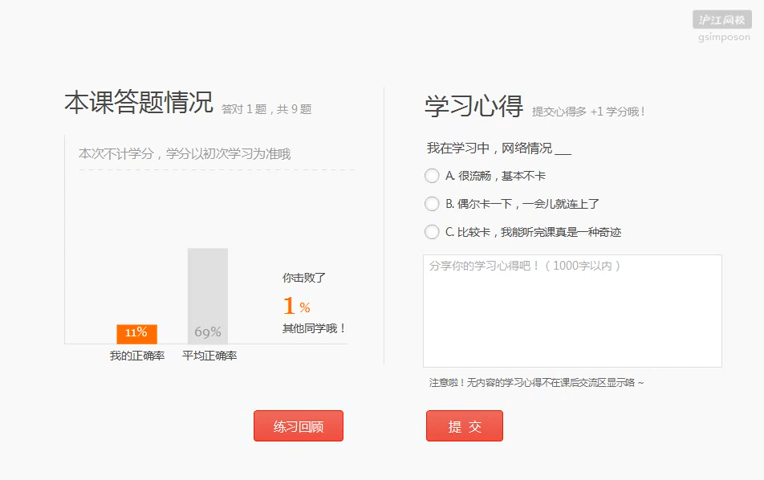 沪江网校
gsimposon
本课答题情况 答对 1 题，共 9 题
本次不计学分，学分以初次学习为准哦
你击败了
1 %
其他同学哦！
11%
69%
我的正确率
平均正确率
练习回顾
学习心得 提交心得多 +1 学分哦！
我在学习中，网络情况 ___
A. 很流畅，基本不卡
B. 偶尔卡一下，一会儿就连上了
C. 比较卡，我能听完课真是一种奇迹
分享你的学习心得吧！（1000字以内）
注意啦！无内容的学习心得不在课后交流区显示咯 ~
提 交